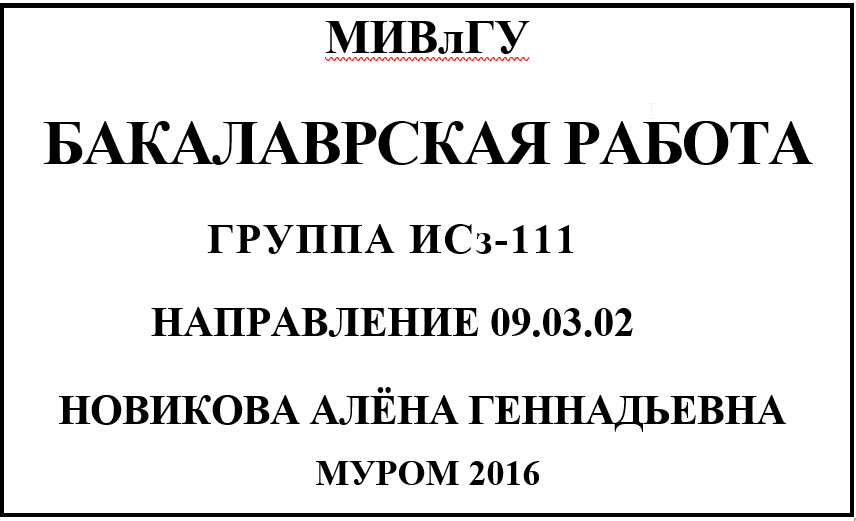 МИВлГУ
БАКАЛАВРСКАЯ РАБОТА
ГРУППА ИСз-111
НАПРАВЛЕНИЕ 09.03.02
НОВИКОВА АЛЁНА ГЕННАДЬЕВНА
МУРОМ 2016